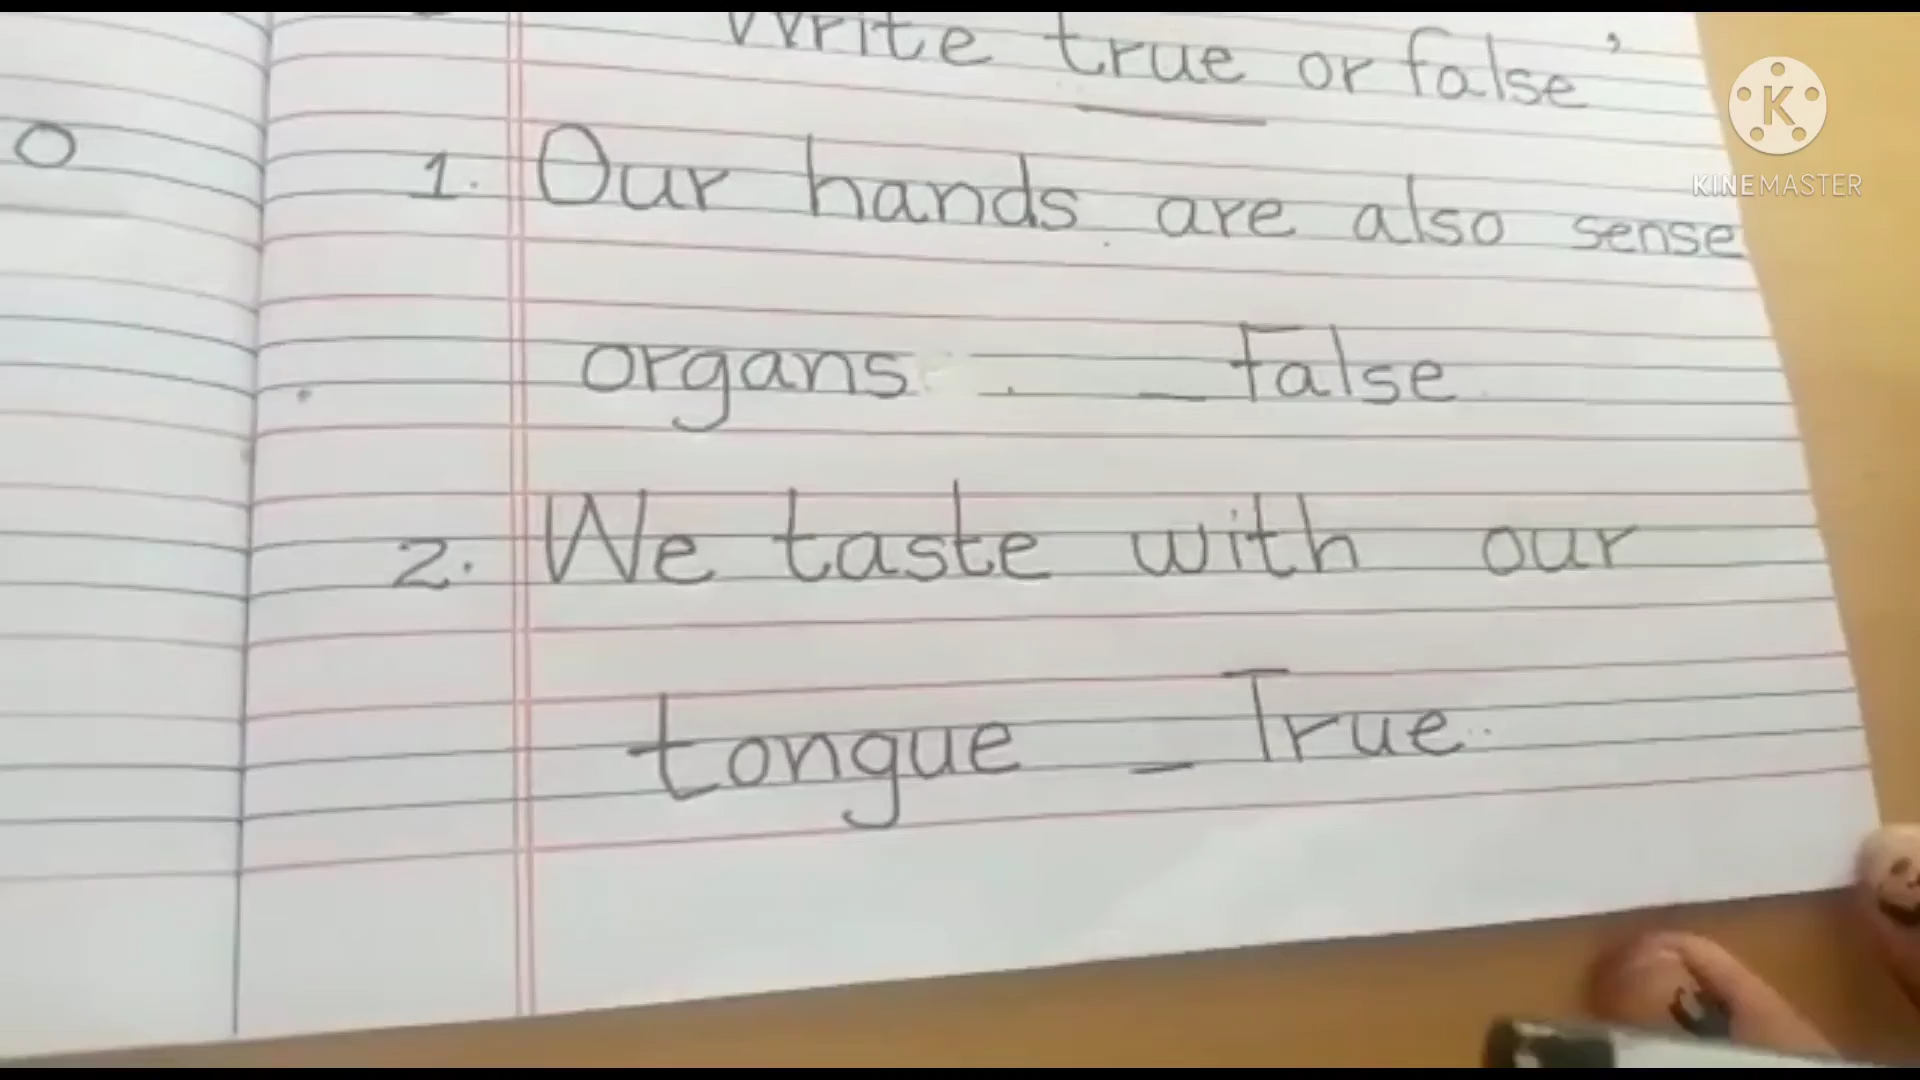 Write true or false'
1. Our hands are also sense
organs. _ False
2. We taste with our
tongue _ True.
KINEMASTER